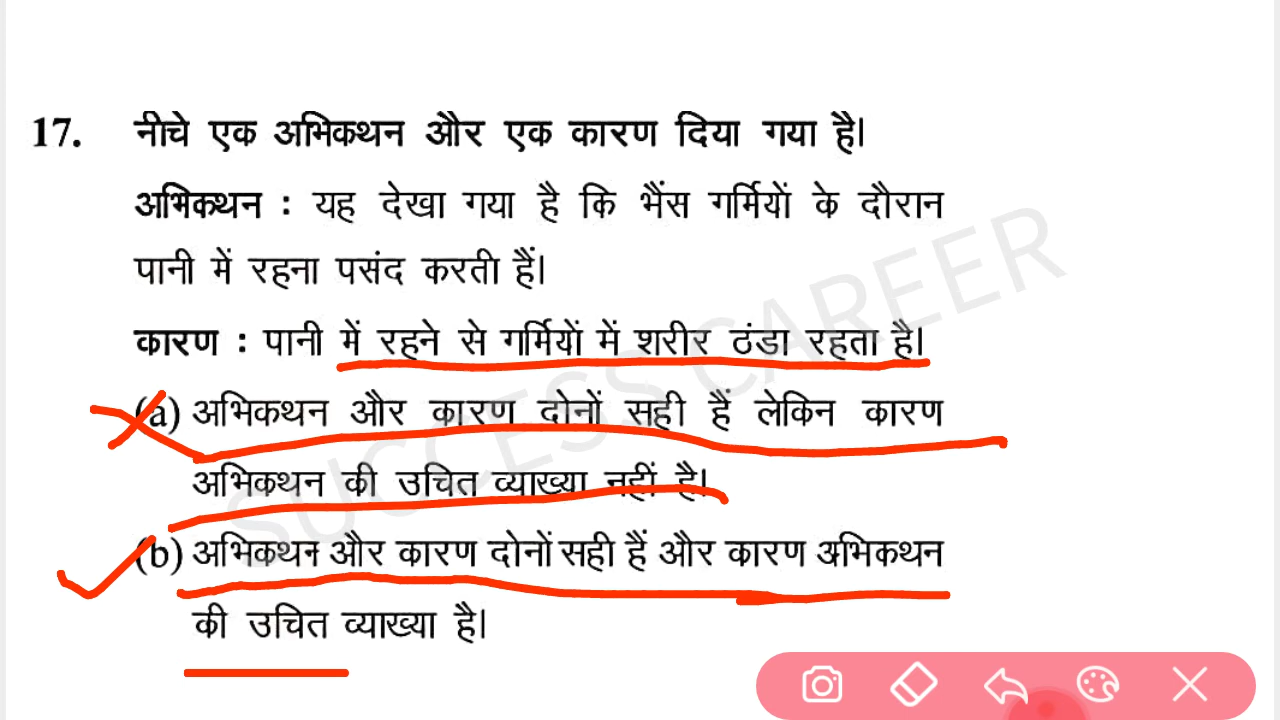 17. नीचे एक अभिकथन और एक कारण दिया गया है।
अभिकथन : यह देखा गया है कि भैंस गर्मियों के दौरान
पानी में रहना पसंद करती हैं।
कारण : पानी में रहने से गर्मियों में शरीर ठंडा रहता है।
(a) अभिकथन और कारण दोनों सही हैं लेकिन कारण
अभिकथन की उचित व्याख्या नहीं है।
(b) अभिकथन और कारण दोनों सही हैं और कारण अभिकथन
की उचित व्याख्या है।
SUCCESS CAREER